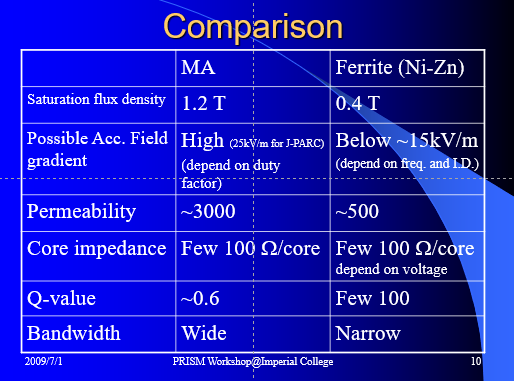 Comparison
MA Ferrite (Ni-Zn)
Saturation flux density 1.2 T 0.4 T
Possible Acc. Field gradient High (25kV/m for J-PARC) (depend on duty factor) Below ~15kV/m (depend on freq. and I.D.)
Permeability ~3000 ~500
Core impedance Few 100 Ω/core Few 100 Ω/core depend on voltage
Q-value ~0.6 Few 100
Bandwidth Wide Narrow
2009/7/1 PRISM Workshop@Imperial College 10